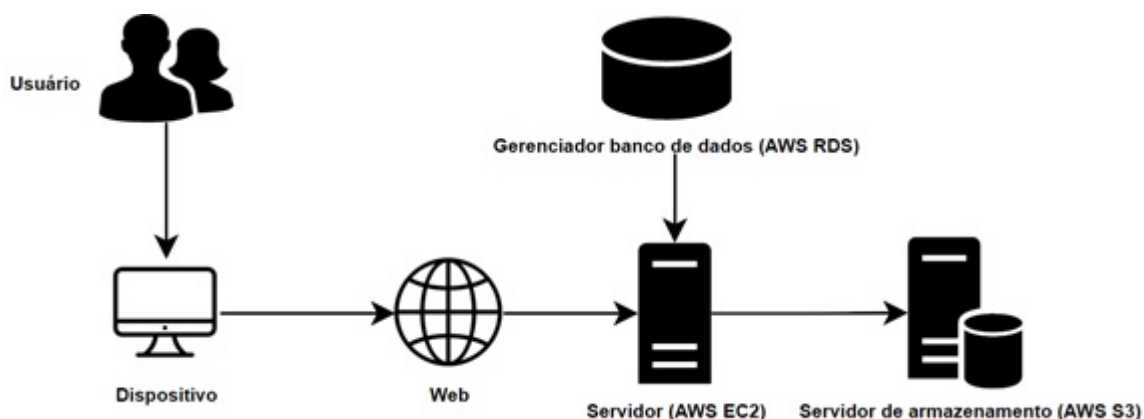 Usuário
Gerenciador banco de dados (AWS RDS)
Dispositivo
Web
Servidor (AWS EC2)
Servidor de armazenamento (AWS S3)